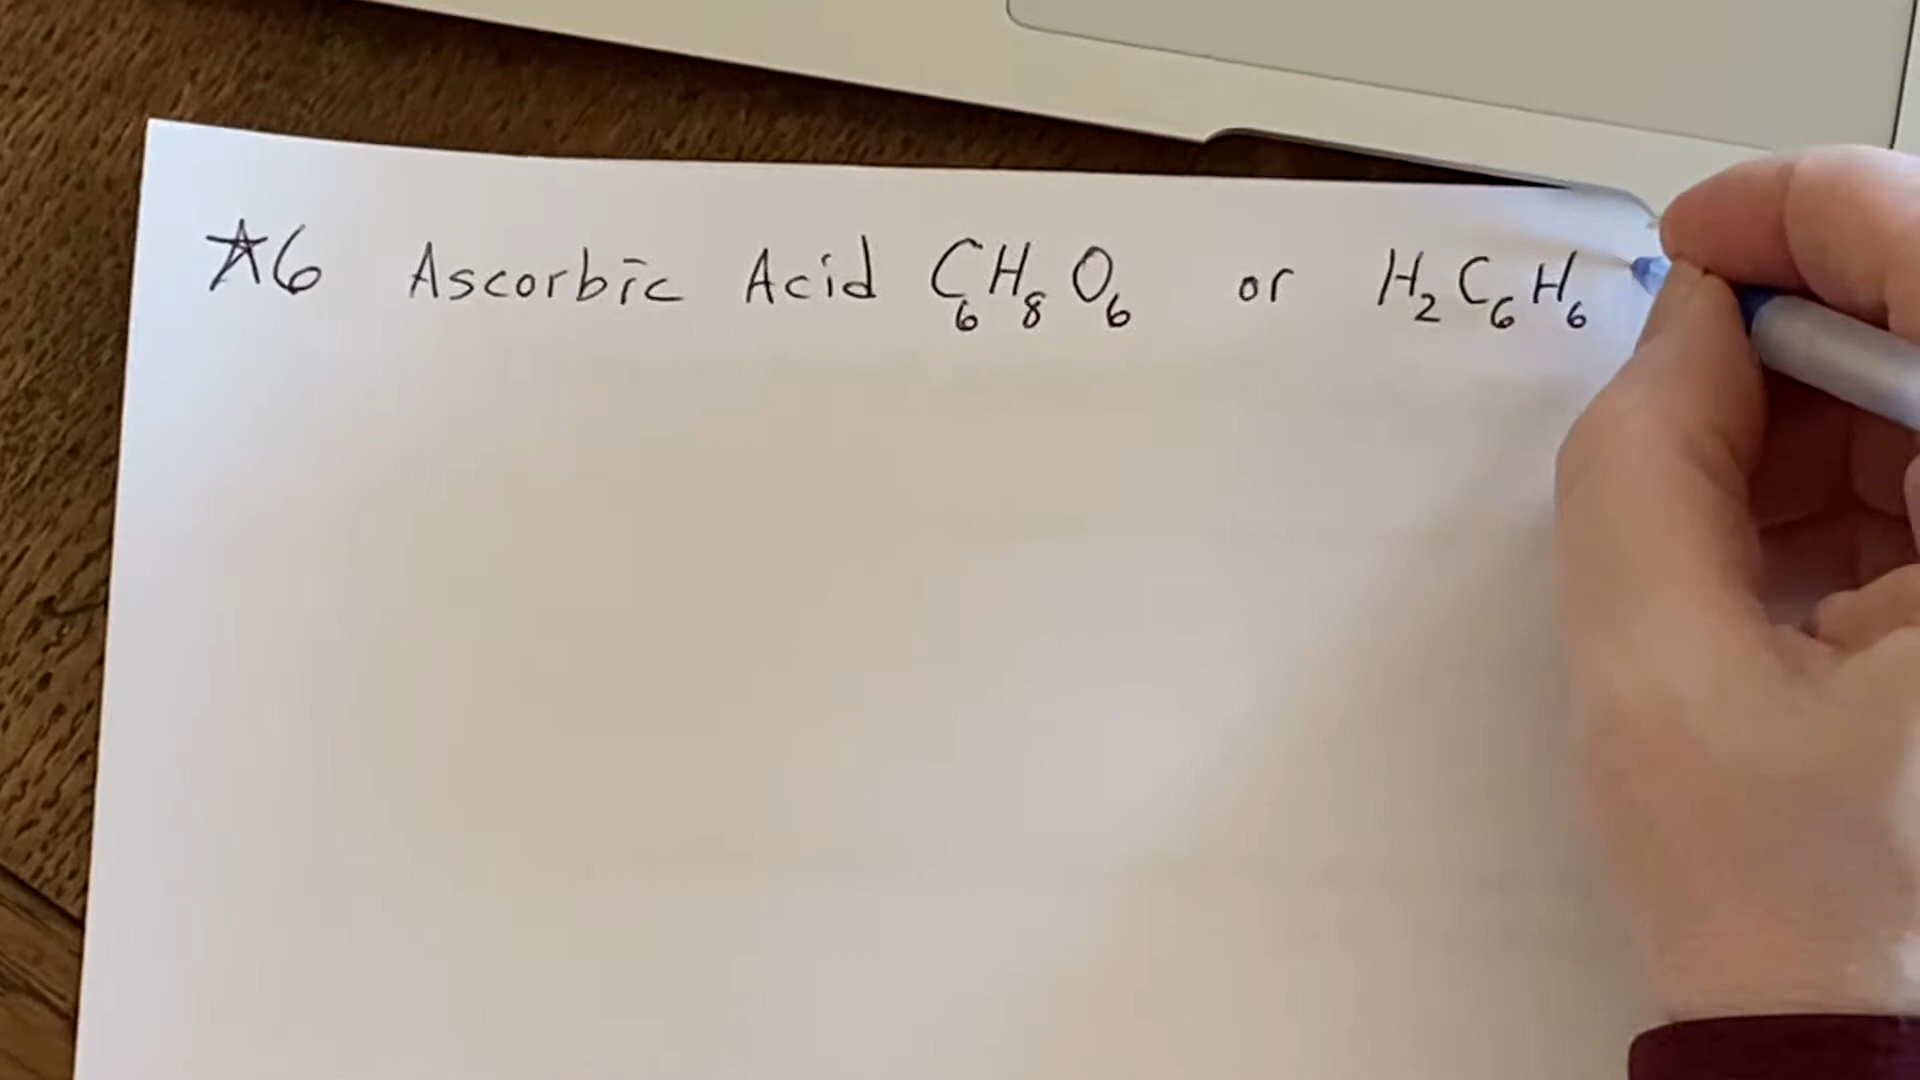 ☆6 Ascorbic Acid C₆H₈O₆ or H₂C₆H₆